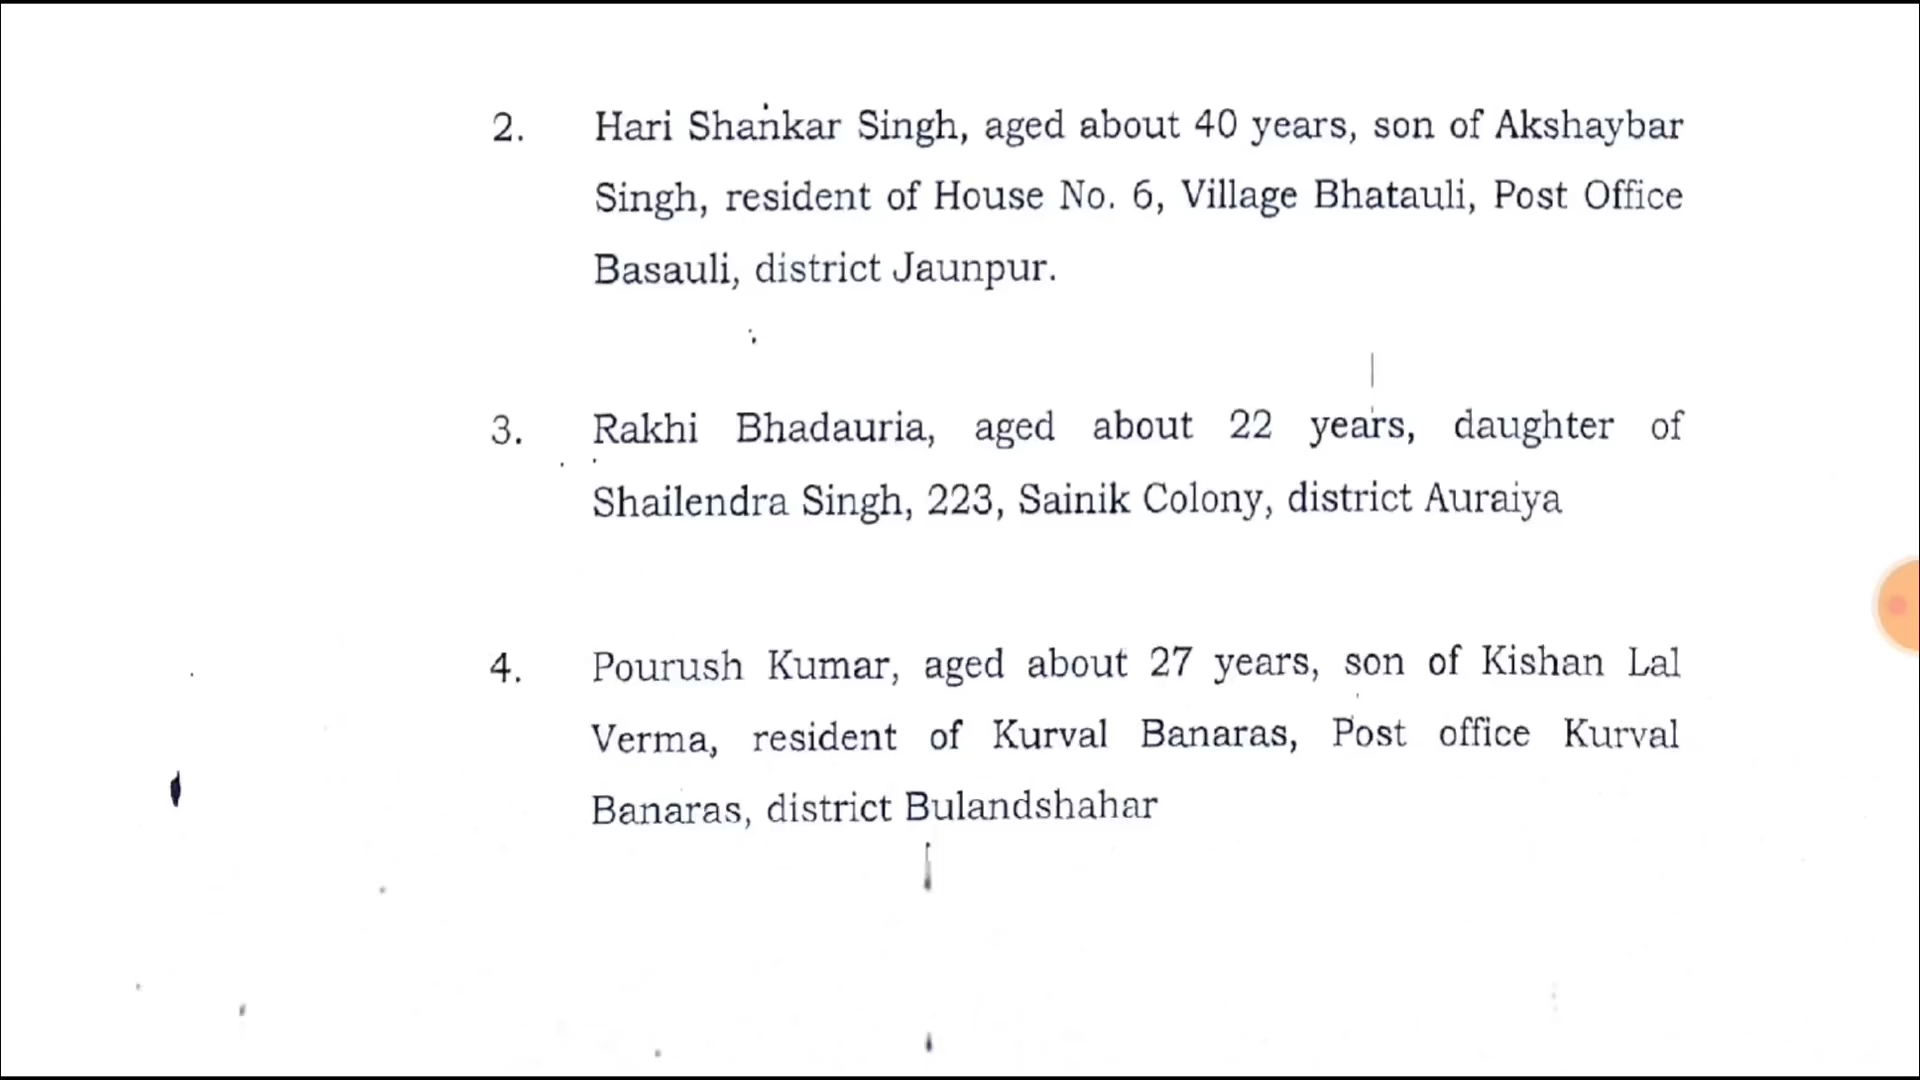 2. Hari Shankar Singh, aged about 40 years, son of Akshaybar
Singh, resident of House No. 6, Village Bhatauli, Post Office
Basauli, district Jaunpur.
3. Rakhi Bhadauria, aged about 22 years, daughter of
Shailendra Singh, 223, Sainik Colony, district Auraiya
4. Pourush Kumar, aged about 27 years, son of Kishan Lal
Verma, resident of Kurval Banaras, Post office Kurval
Banaras, district Bulandshahar